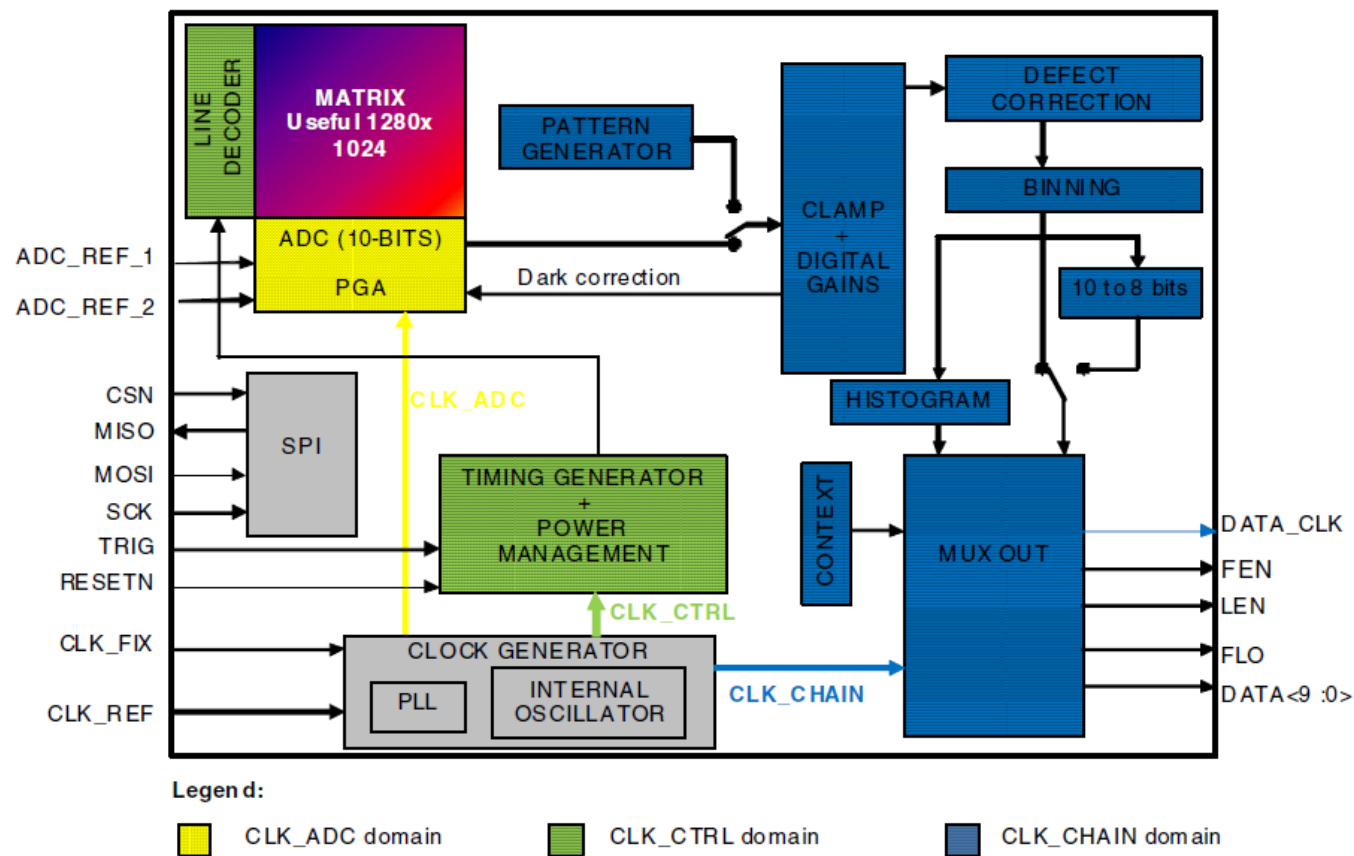 LINE
DECODER
MATRIX
Useful 1280x
1024
ADC (10-BITS)
PGA
PATTERN
GENERATOR
CLAMP
+
DIGITAL
GAINS
DEFECT
CORRECTION
BINNING
10 to 8 bits
HISTOGRAM
Dark correction
ADC_REF_1
ADC_REF_2
CSN
MISO
MOSI
SCK
TRIG
RESETN
CLK_FIX
CLK_REF
SPI
CLK_ADC
TIMING GENERATOR
+
POWER
MANAGEMENT
CLK_CTRL
CLOCK GENERATOR
PLL
INTERNAL
OSCILLATOR
CLK_CHAIN
CONTEXT
MUX OUT
DATA_CLK
FEN
LEN
FLO
DATA<9 :0>
Legend:
CLK_ADC domain
CLK_CTRL domain
CLK_CHAIN domain